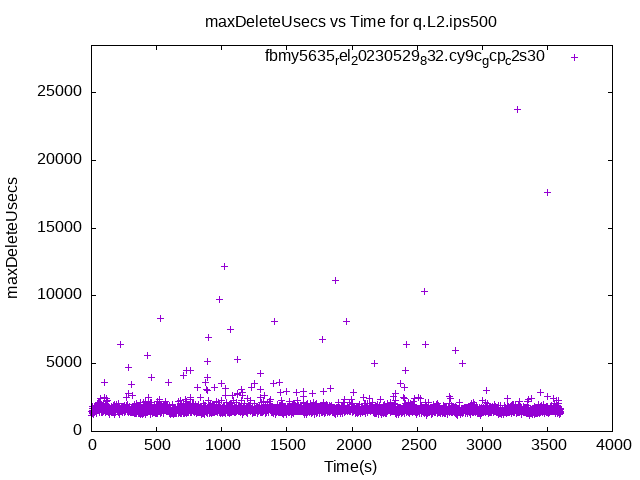 maxDeleteUsecs vs Time for q.L2.ips500
fbmy5635rel20230529832.cy9cgcpc2s30
maxDeleteUsecs
25000
20000
15000
10000
5000
0
0 500 1000 1500 2000 2500 3000 3500 4000
Time(s)